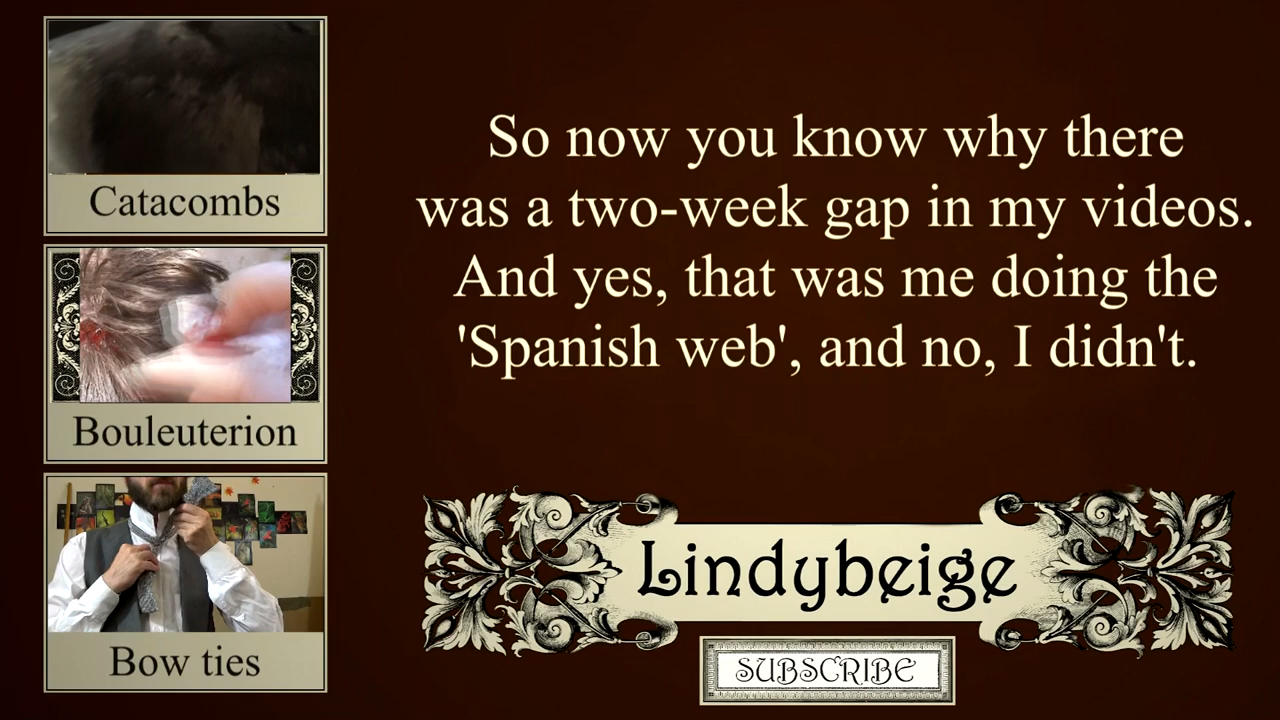 Catacombs
Bouleuterion
Bow ties
So now you know why there
was a two-week gap in my videos.
And yes, that was me doing the
'Spanish web', and no, I didn't.
Lindybeige
SUBSCRIBE